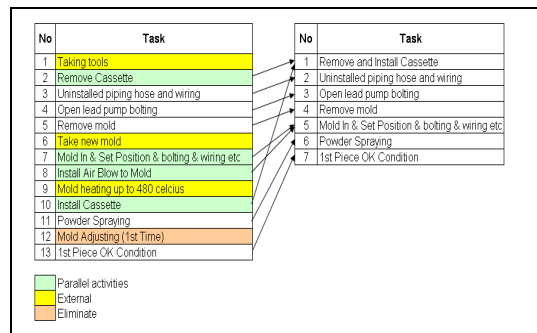 No Task
1 Taking tools
2 Remove Cassette
3 Uninstalled piping hose and wiring
4 Open lead pump bolting
5 Remove mold
6 Take new mold
7 Mold In & Set Position & bolting & wiring etc
8 Install Air Blow to Mold
9 Mold heating up to 480 celcius
10 Install Cassette
11 Powder Spraying
12 Mold Adjusting (1st Time)
13 1st Piece OK Condition
No Task
1 Remove and Install Cassette
2 Uninstalled piping hose and wiring
3 Open lead pump bolting
4 Remove mold
5 Mold In & Set Position & bolting & wiring etc
6 Powder Spraying
7 1st Piece OK Condition
Parallel activities
External
Eliminate